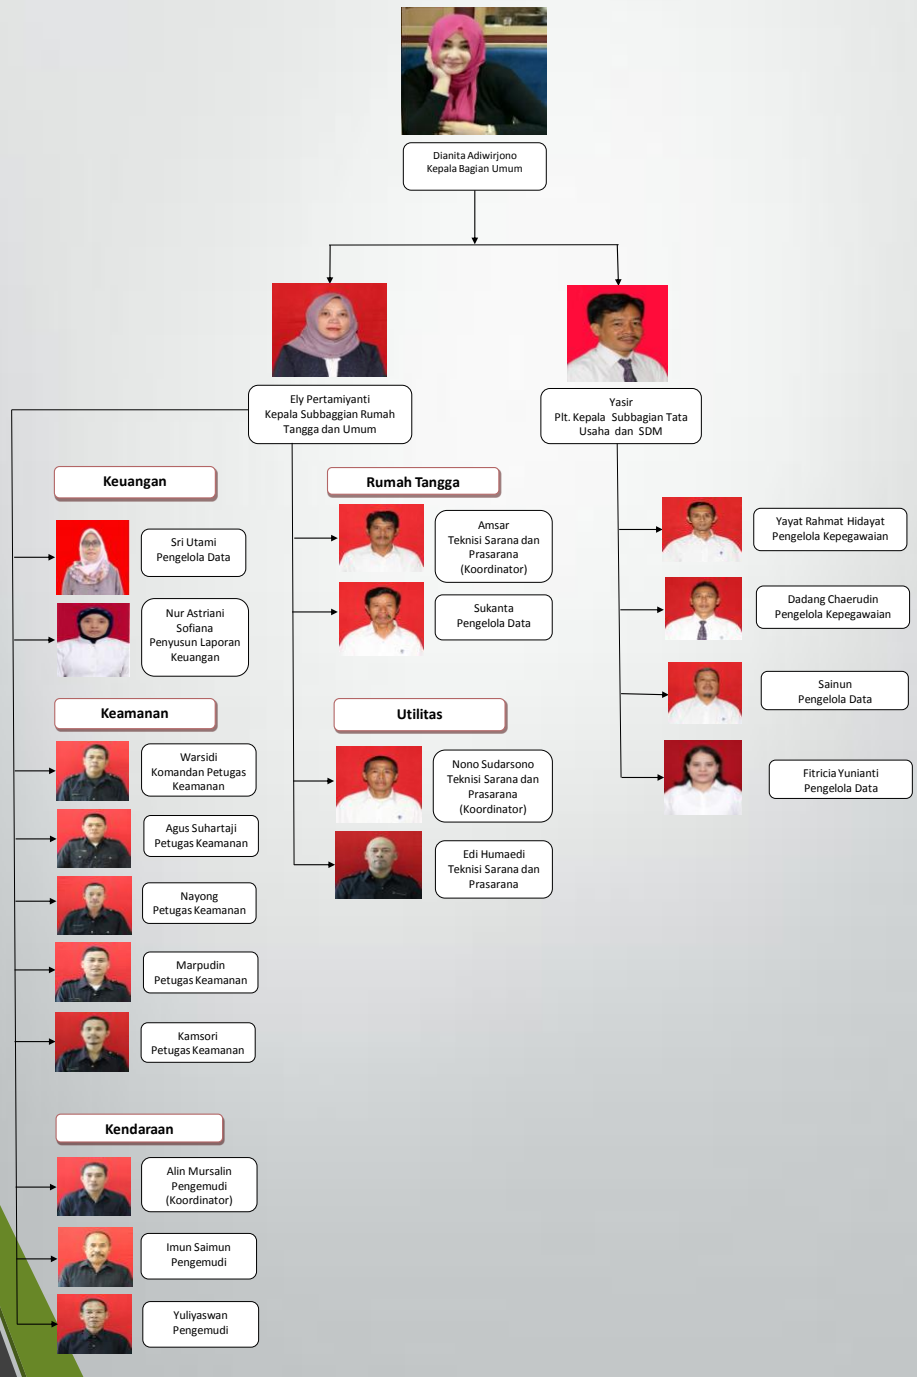 Dianita Adiwirjono
Kepala Bagian Umum
Ely Pertamiyanti
Kepala Subbaggian Rumah
Tangga dan Umum
Yasir
Plt. Kepala Subbagian Tata
Usaha dan SDM
Keuangan
Sri Utami
Pengelola Data
Nur Astriani
Sofiana
Penyusun Laporan
Keuangan
Keamanan
Warsidi
Komandan Petugas
Keamanan
Agus Suhartaji
Petugas Keamanan
Nayong
Petugas Keamanan
Marpudin
Petugas Keamanan
Kamsori
Petugas Keamanan
Kendaraan
Alin Mursalin
Pengemudi
(Koordinator)
Imun Saimun
Pengemudi
Yuliyaswan
Pengemudi
Rumah Tangga
Amsar
Teknisi Sarana dan
Prasarana
(Koordinator)
Sukanta
Pengelola Data
Utilitas
Nono Sudarsono
Teknisi Sarana dan
Prasarana
(Koordinator)
Edi Humaedi
Teknisi Sarana dan
Prasarana
Yayat Rahmat Hidayat
Pengelola Kepegawaian
Dadang Chaerudin
Pengelola Kepegawaian
Sainun
Pengelola Data
Fitricia Yunianti
Pengelola Data